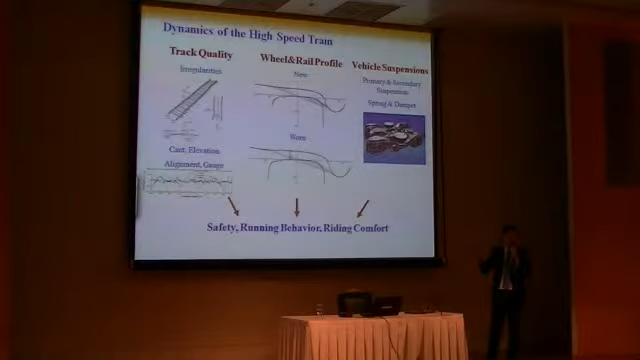 Dynamics of the High Speed Train
Track Quality
Irregularities
Cant, Elevation
Alignment, Gauge
Wheel&Rail Profile
New
Worn
Vehicle Suspensions
Primary & Secondary
Suspension
Spring & Damper
Safety, Running Behavior, Riding Comfort